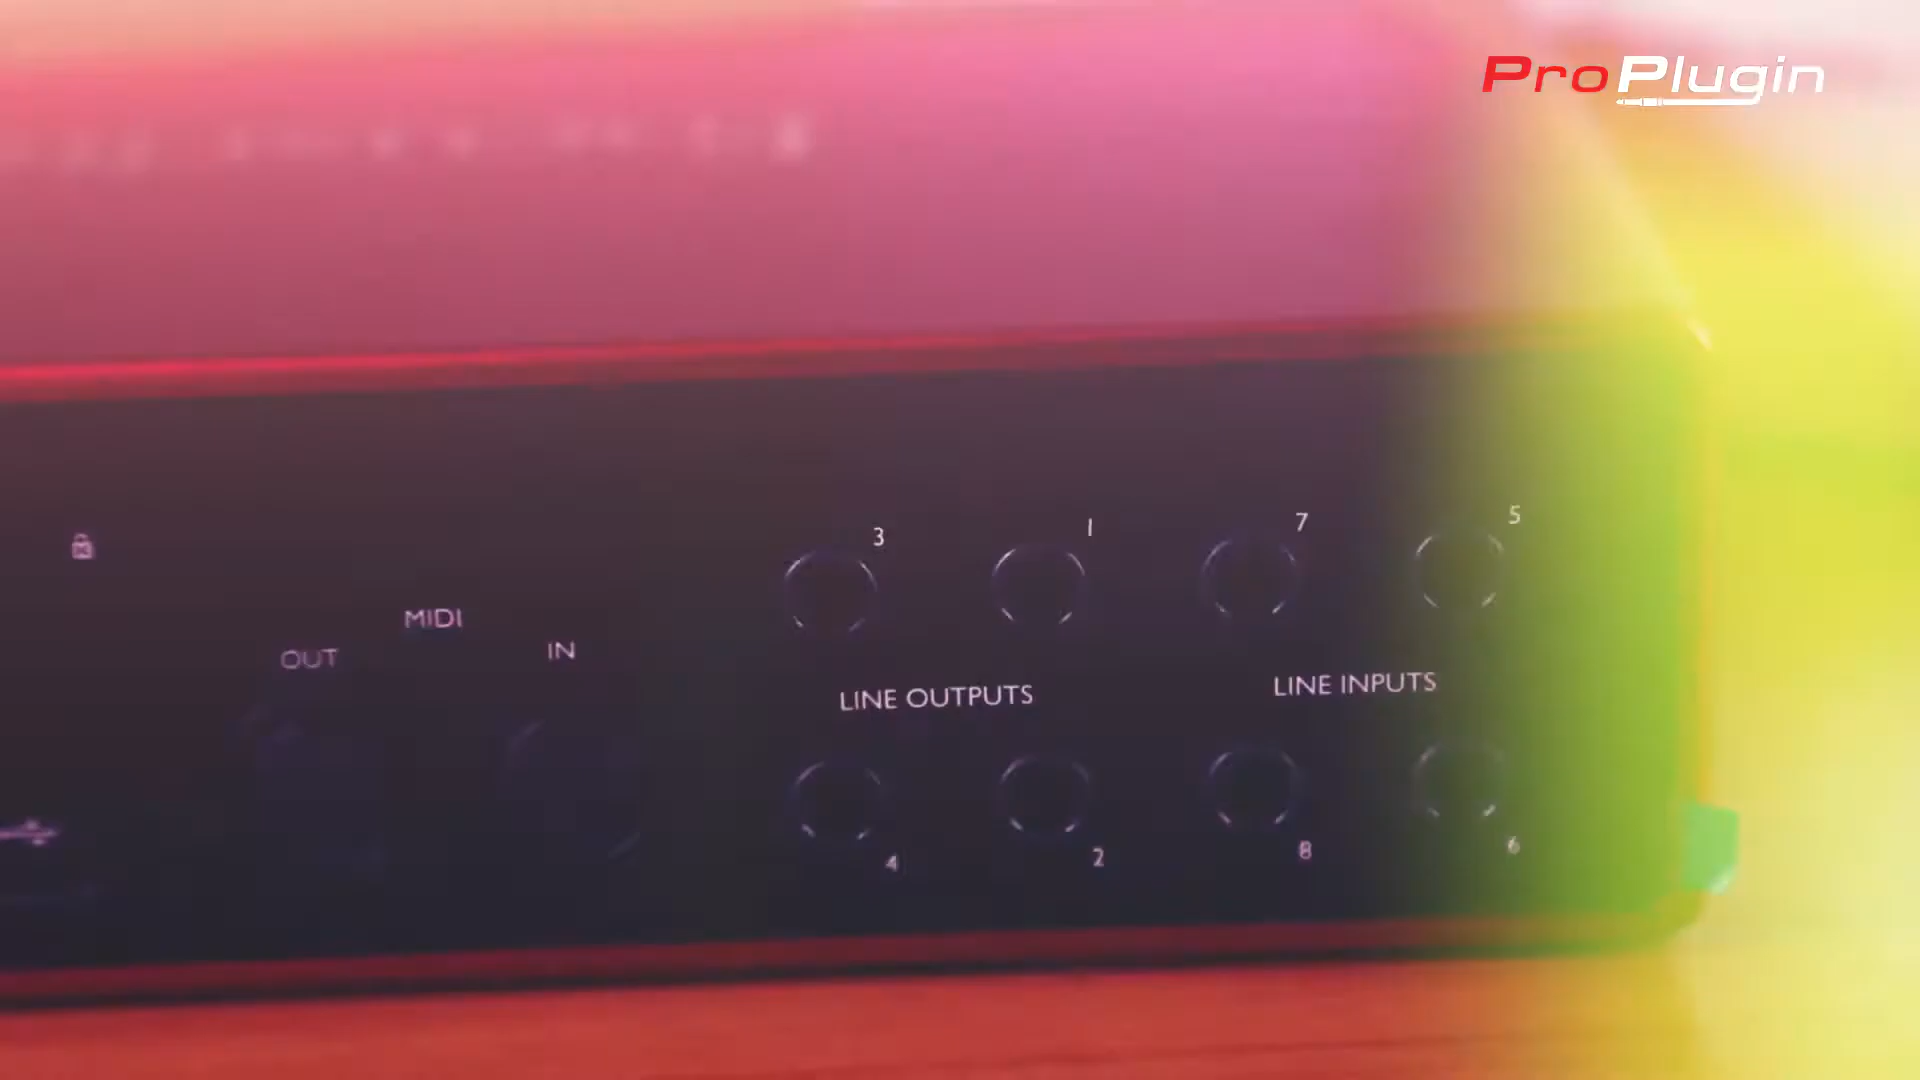 ProPlugin
3 1 7 5
MIDI
OUT IN
LINE OUTPUTS LINE INPUTS
4 2 8 6